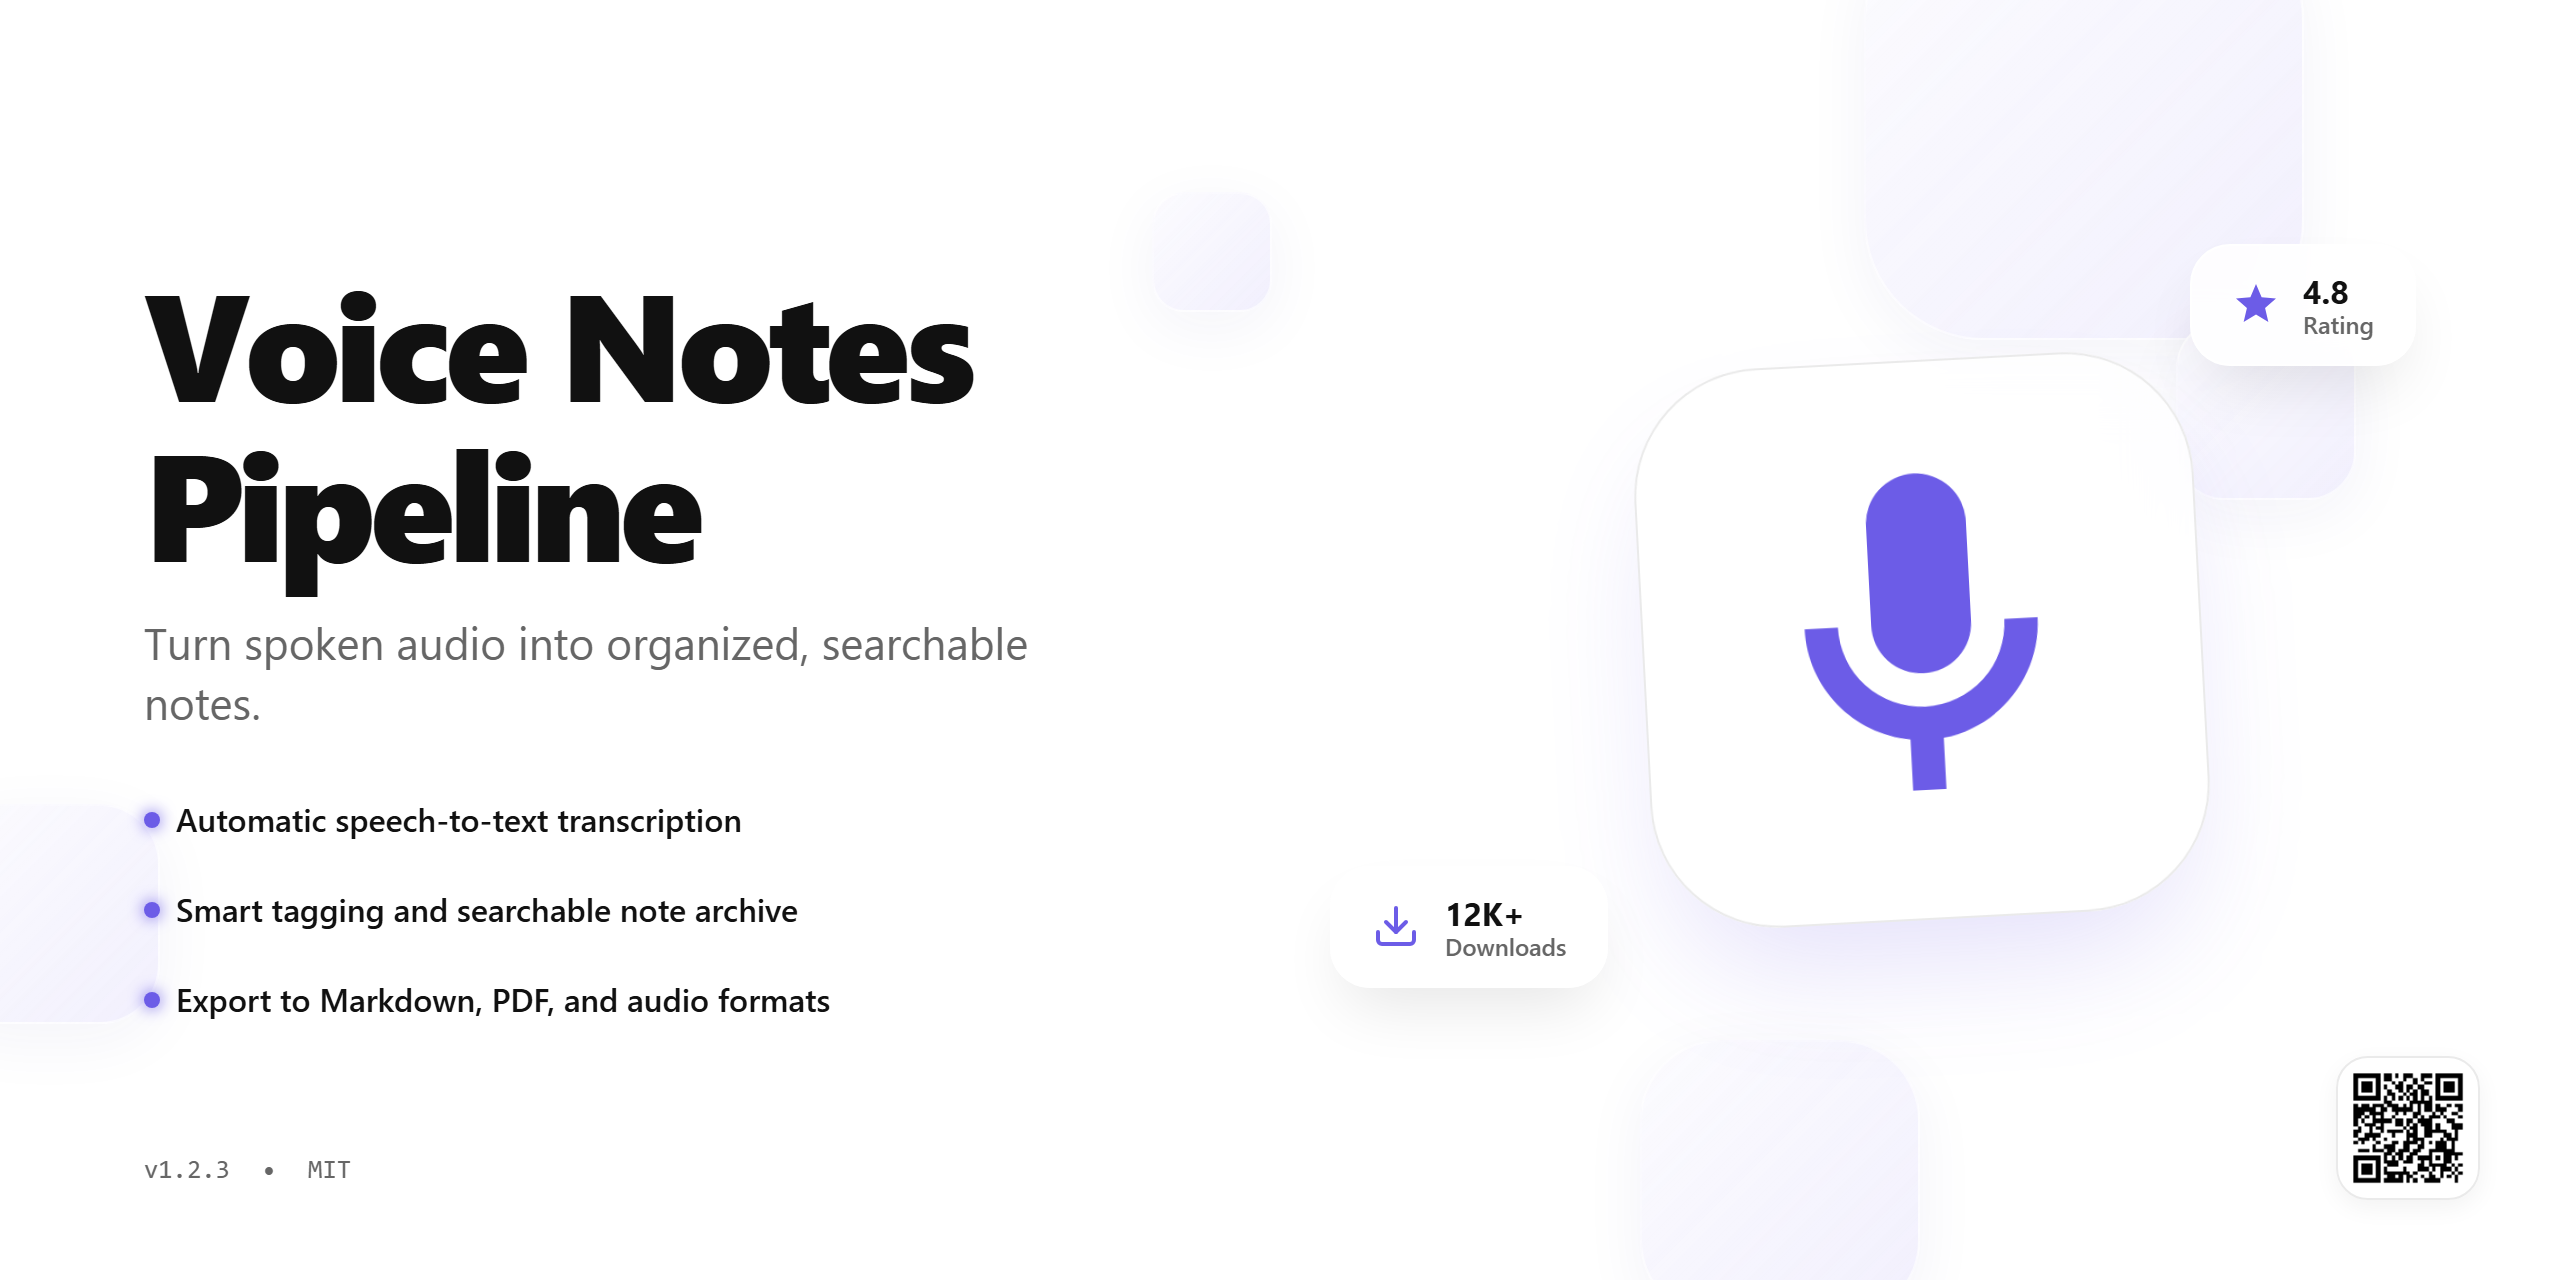 Voice Notes
Pipeline
Turn spoken audio into organized, searchable
notes.
Automatic speech-to-text transcription
Smart tagging and searchable note archive
Export to Markdown, PDF, and audio formats
v1.2.3 • MIT
4.8
Rating
12K+
Downloads